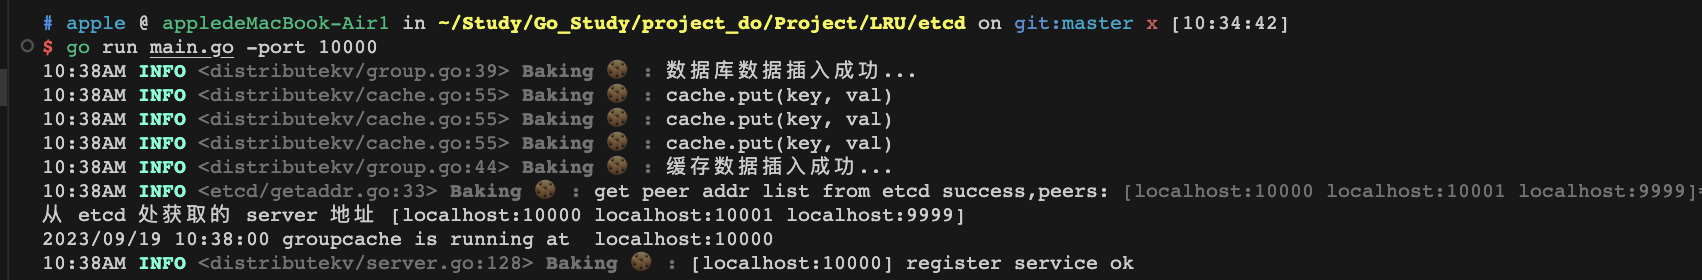 # apple @ appledeMacBook-Air1 in ~/Study/Go_Study/project_do/Project/LRU/etcd on git:master x [10:34:42]
$ go run main.go -port 10000
10:38AM INFO <distributekv/group.go:39> Baking 🍪 : 数据库数据插入成功...
10:38AM INFO <distributekv/cache.go:55> Baking 🍪 : cache.put(key, val)
10:38AM INFO <distributekv/cache.go:55> Baking 🍪 : cache.put(key, val)
10:38AM INFO <distributekv/cache.go:55> Baking 🍪 : cache.put(key, val)
10:38AM INFO <distributekv/group.go:44> Baking 🍪 : 缓存数据插入成功...
10:38AM INFO <etcd/getaddr.go:33> Baking 🍪 : get peer addr list from etcd success,peers: [localhost:10000 localhost:10001 localhost:9999]=
从 etcd 处获取的 server 地址 [localhost:10000 localhost:10001 localhost:9999]
2023/09/19 10:38:00 groupcache is running at  localhost:10000
10:38AM INFO <distributekv/server.go:128> Baking 🍪 : [localhost:10000] register service ok